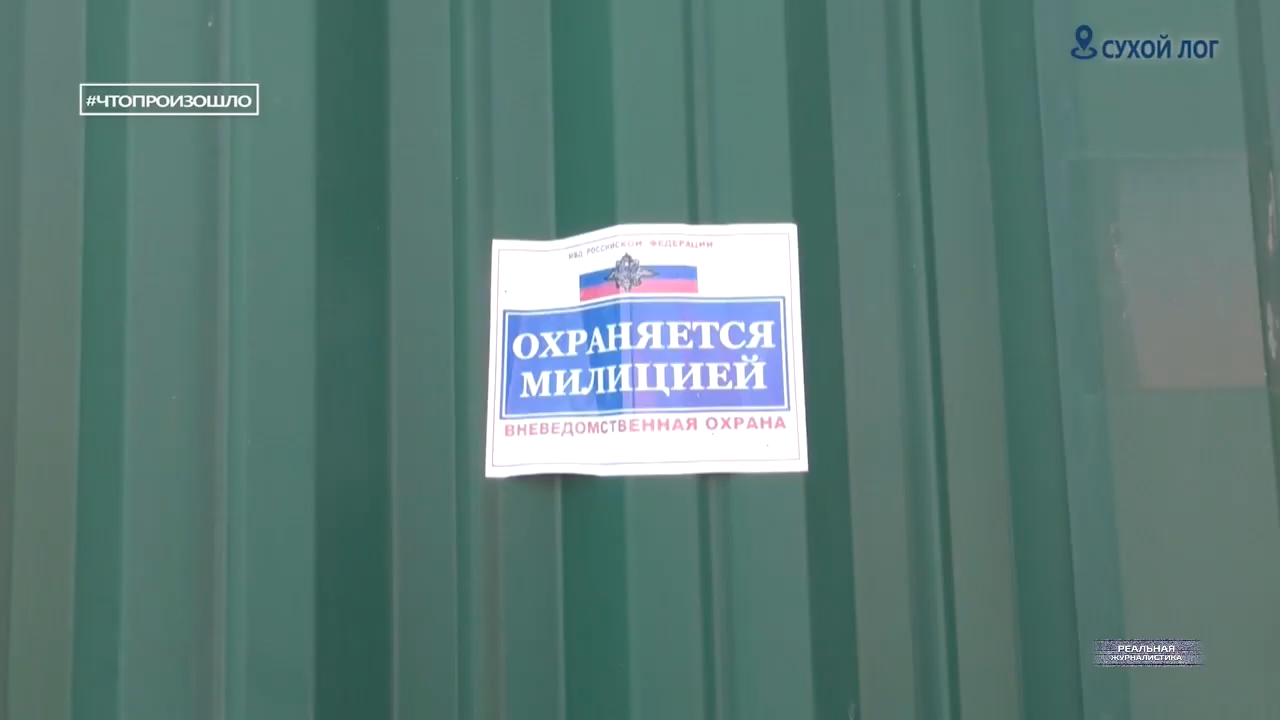 СУХОЙ ЛОГ
#ЧТОПРОИЗОШЛО
МВД РОССИЙСКОЙ ФЕДЕРАЦИИ
ОХРАНЯЕТСЯ
МИЛИЦИЕЙ
ВНЕВЕДОМСТВЕННАЯ ОХРАНА
РЕАЛЬНАЯ
ЖУРНАЛИСТИКА